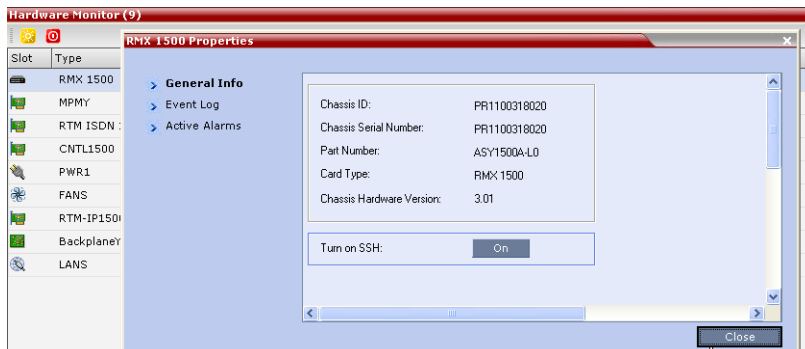 Hardware Monitor (9)
RMX 1500 Properties
Slot Type
RMX 1500
MPMY
RTM ISDN
CNTL1500
PWR1
FANS
RTM-IP150
Backplane
LANS
General Info
Event Log
Active Alarms
Chassis ID: PR1100318020
Chassis Serial Number: PR1100318020
Part Number: ASY1500A-L0
Card Type: RMX 1500
Chassis Hardware Version: 3.01
Turn on SSH: On
Close